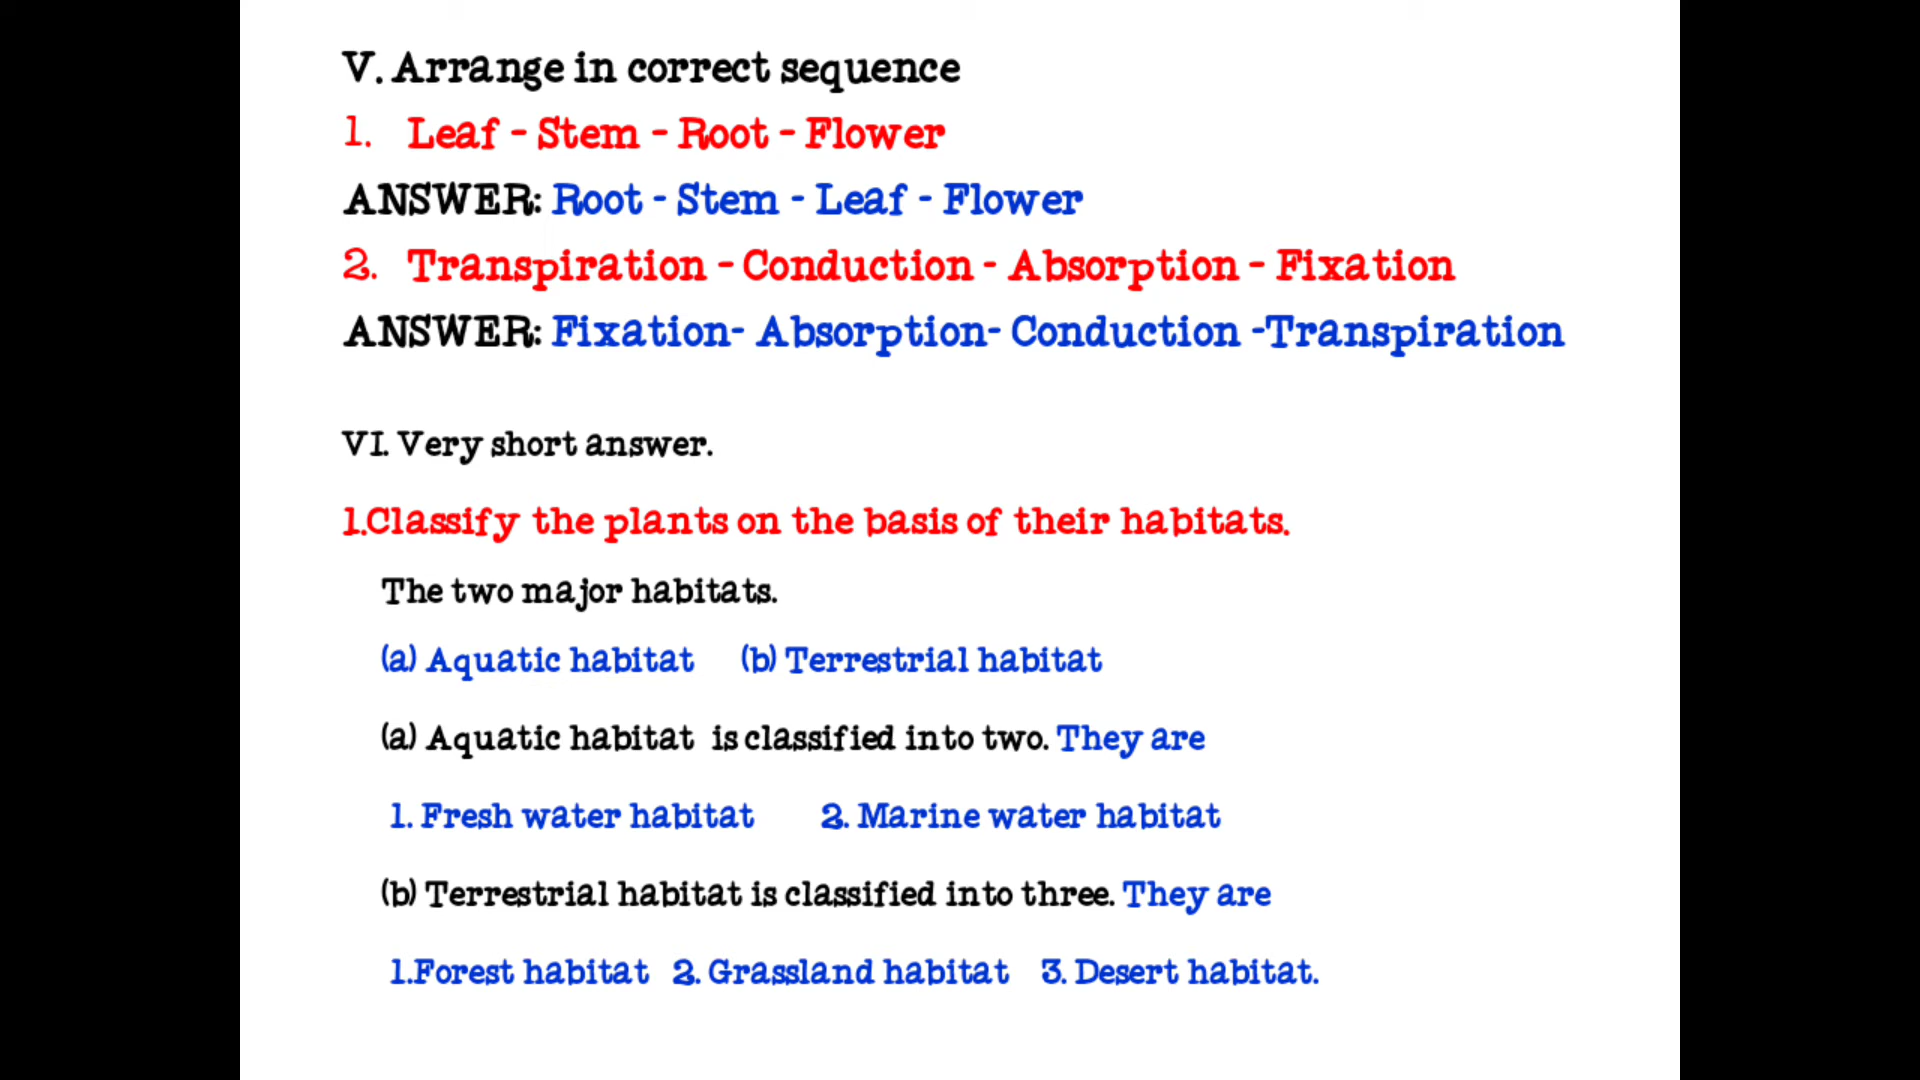 V. Arrange in correct sequence
1. Leaf - Stem - Root - Flower
ANSWER: Root - Stem - Leaf - Flower
2. Transpiration - Conduction - Absorption - Fixation
ANSWER: Fixation- Absorption- Conduction -Transpiration
VI. Very short answer.
1.Classify the plants on the basis of their habitats.
The two major habitats.
(a) Aquatic habitat (b) Terrestrial habitat
(a) Aquatic habitat is classified into two. They are
1. Fresh water habitat 2. Marine water habitat
(b) Terrestrial habitat is classified into three. They are
1.Forest habitat 2. Grassland habitat 3. Desert habitat.